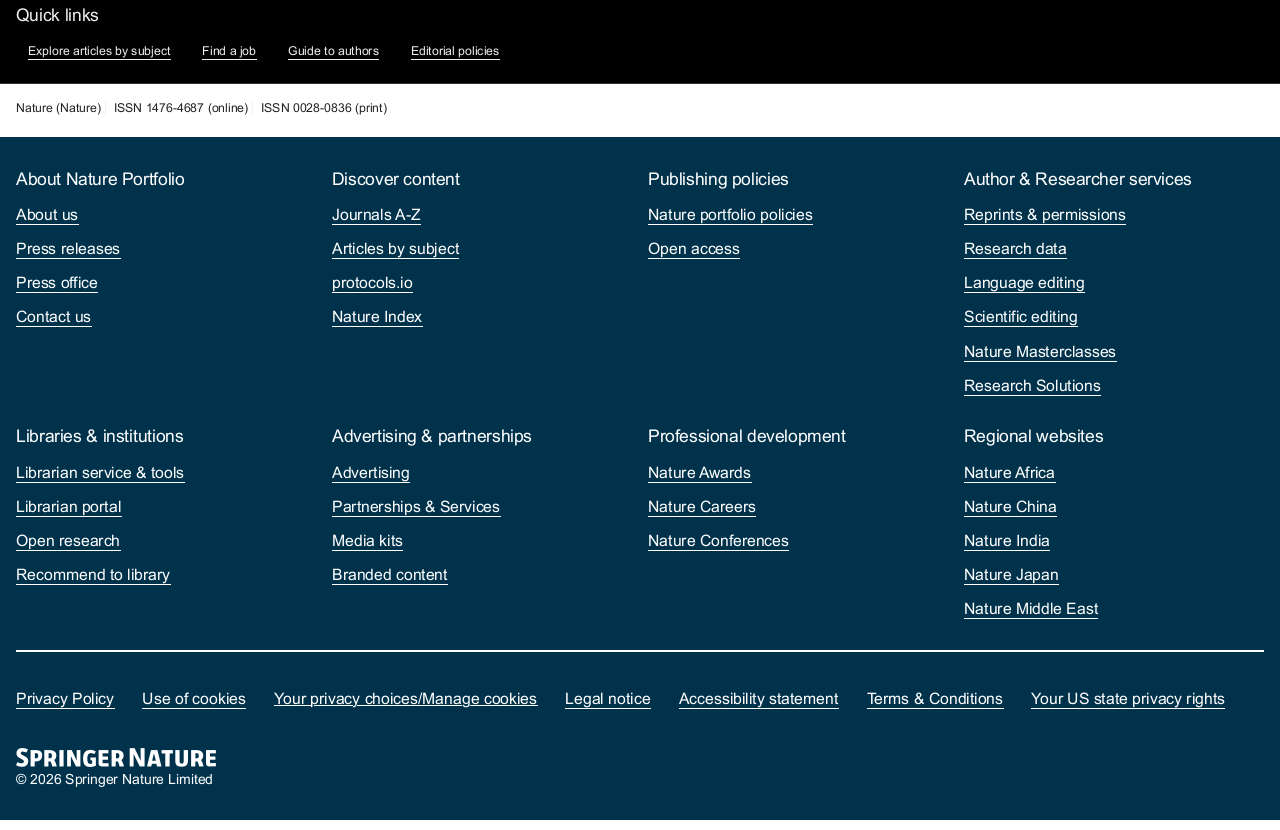 Quick links
Explore articles by subject Find a job Guide to authors Editorial policies
Nature (Nature) ISSN 1476-4687 (online) ISSN 0028-0836 (print)
About Nature Portfolio
About us
Press releases
Press office
Contact us
Discover content
Journals A-Z
Articles by subject
protocols.io
Nature Index
Publishing policies
Nature portfolio policies
Open access
Author & Researcher services
Reprints & permissions
Research data
Language editing
Scientific editing
Nature Masterclasses
Research Solutions
Libraries & institutions
Librarian service & tools
Librarian portal
Open research
Recommend to library
Advertising & partnerships
Advertising
Partnerships & Services
Media kits
Branded content
Professional development
Nature Awards
Nature Careers
Nature Conferences
Regional websites
Nature Africa
Nature China
Nature India
Nature Japan
Nature Middle East
Privacy Policy Use of cookies Your privacy choices/Manage cookies Legal notice Accessibility statement Terms & Conditions Your US state privacy rights
SPRINGER NATURE
© 2026 Springer Nature Limited